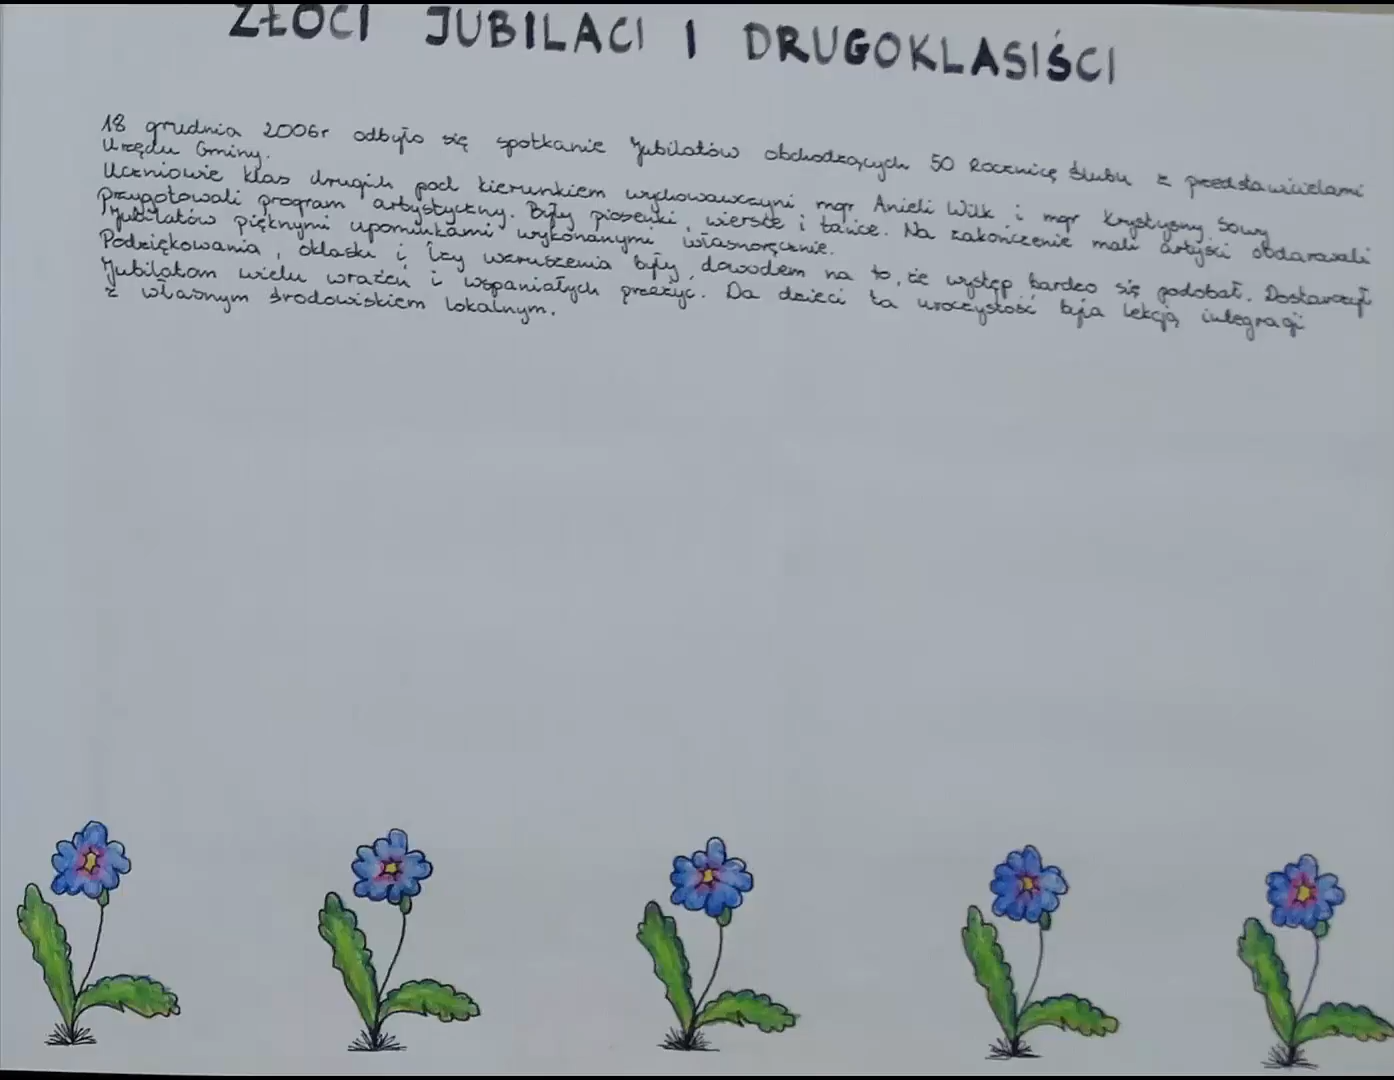 ZŁOCI JUBILACI I DRUGOKLASIŚCI
18 grudnia 2006r odbyło się spotkanie Jubilatów obchodzących 50 Rocznicę ślubu z przedstawicielami
Urzędu Gminy.
Uczniowie klas drugich pod kierunkiem wychowawczyni mgr Anieli Wilk i mgr Krystyny Sowy
przygotowali program artystyczny. Były piosenki, wiersze i tańce. Na zakończenie mali artyści obdarowali
Jubilatów pięknymi upominkami wykonanymi własnoręcznie.
Podziękowania, oklaski i łzy wzruszenia były dowodem na to, że występ bardzo się podobał. Dostarczył
Jubilatom wielu wrażeń i wspaniałych przeżyć. Da dzieci ta uroczystość była lekcją integracji
z własnym środowiskiem lokalnym.